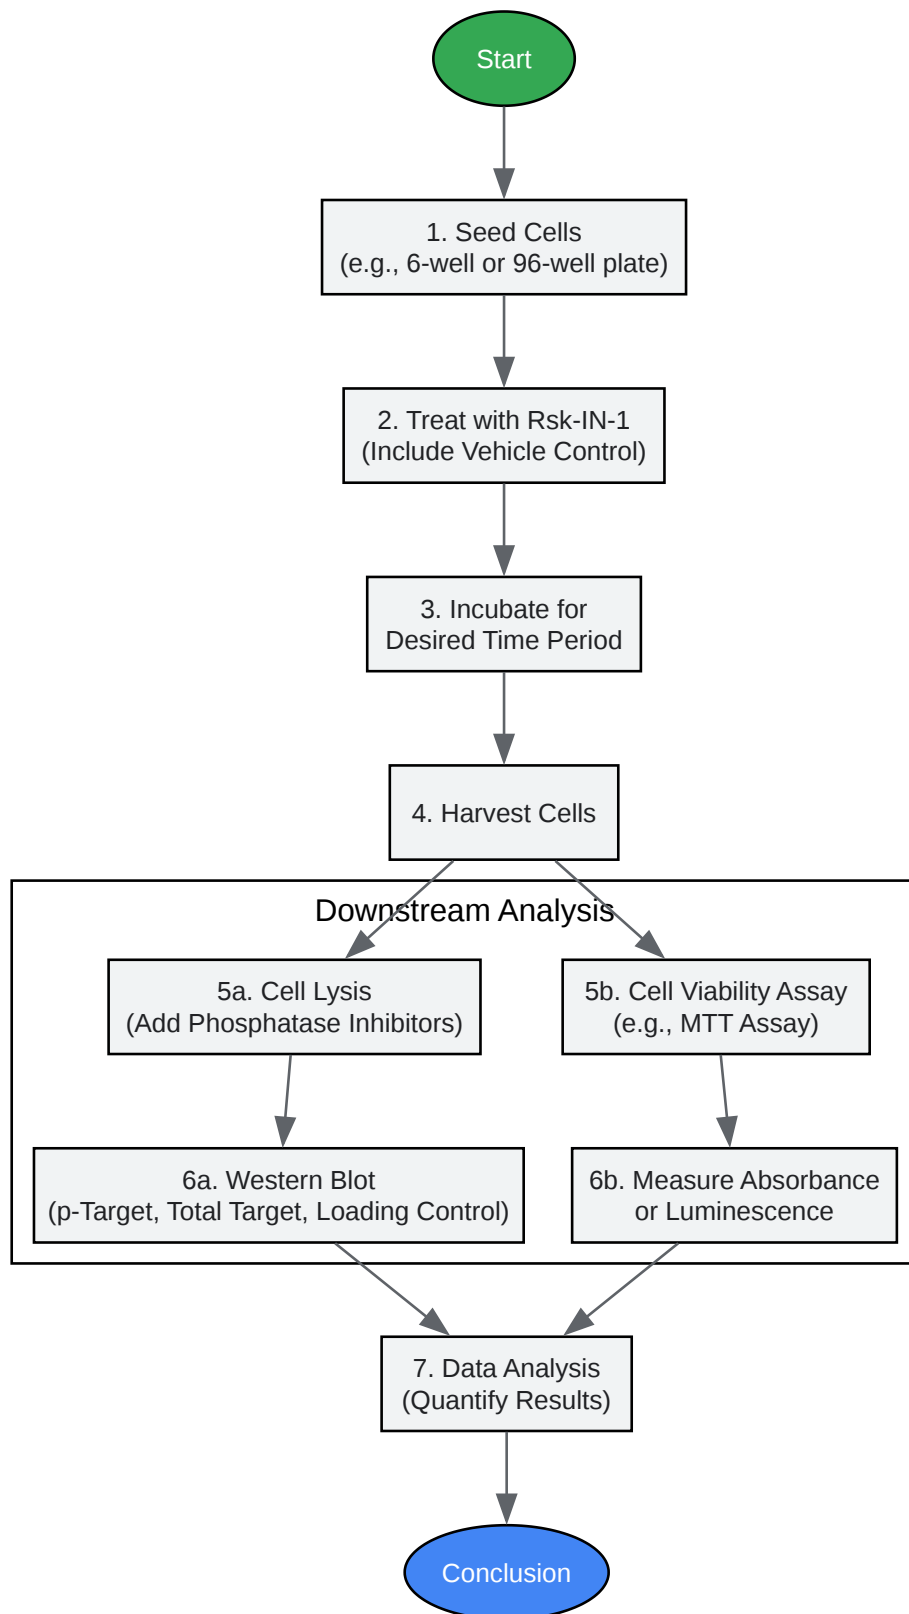 Start
1. Seed Cells
(e.g., 6-well or 96-well plate)
2. Treat with Rsk-IN-1
(Include Vehicle Control)
3. Incubate for
Desired Time Period
4. Harvest Cells
Downstream Analysis
5a. Cell Lysis
(Add Phosphatase Inhibitors)
5b. Cell Viability Assay
(e.g., MTT Assay)
6a. Western Blot
(p-Target, Total Target, Loading Control)
6b. Measure Absorbance
or Luminescence
7. Data Analysis
(Quantify Results)
Conclusion